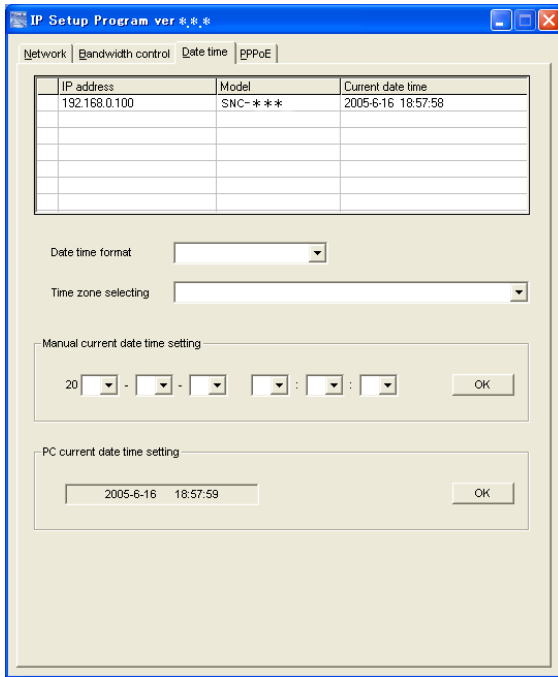 IP Setup Program ver *.*.*
Network Bandwidth control Date time PPPoE
IP address Model Current date time
192.168.0.100 SNC-*** 2005-6-16 18:57:58
Date time format
Time zone selecting
Manual current date time setting
20 - - : : OK
PC current date time setting
2005-6-16 18:57:59 OK